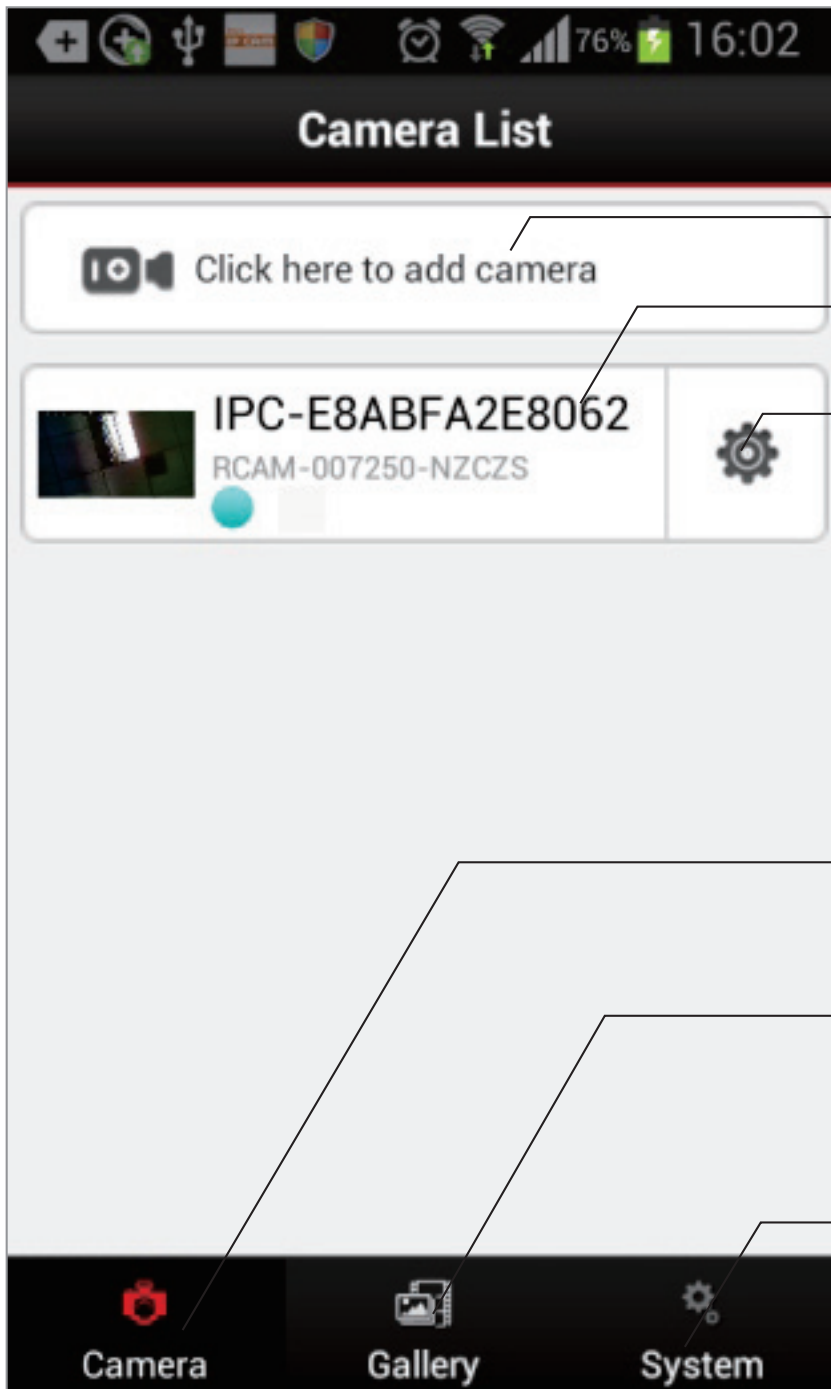 76% 16:02
Camera List
Click here to add camera
IPC-E8ABFA2E8062
RCAM-007250-NZCZS
Camera Gallery System